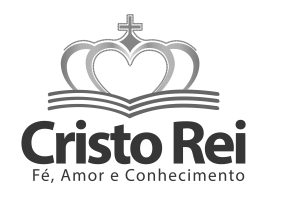 Cristo Rei
Fé, Amor e Conhecimento